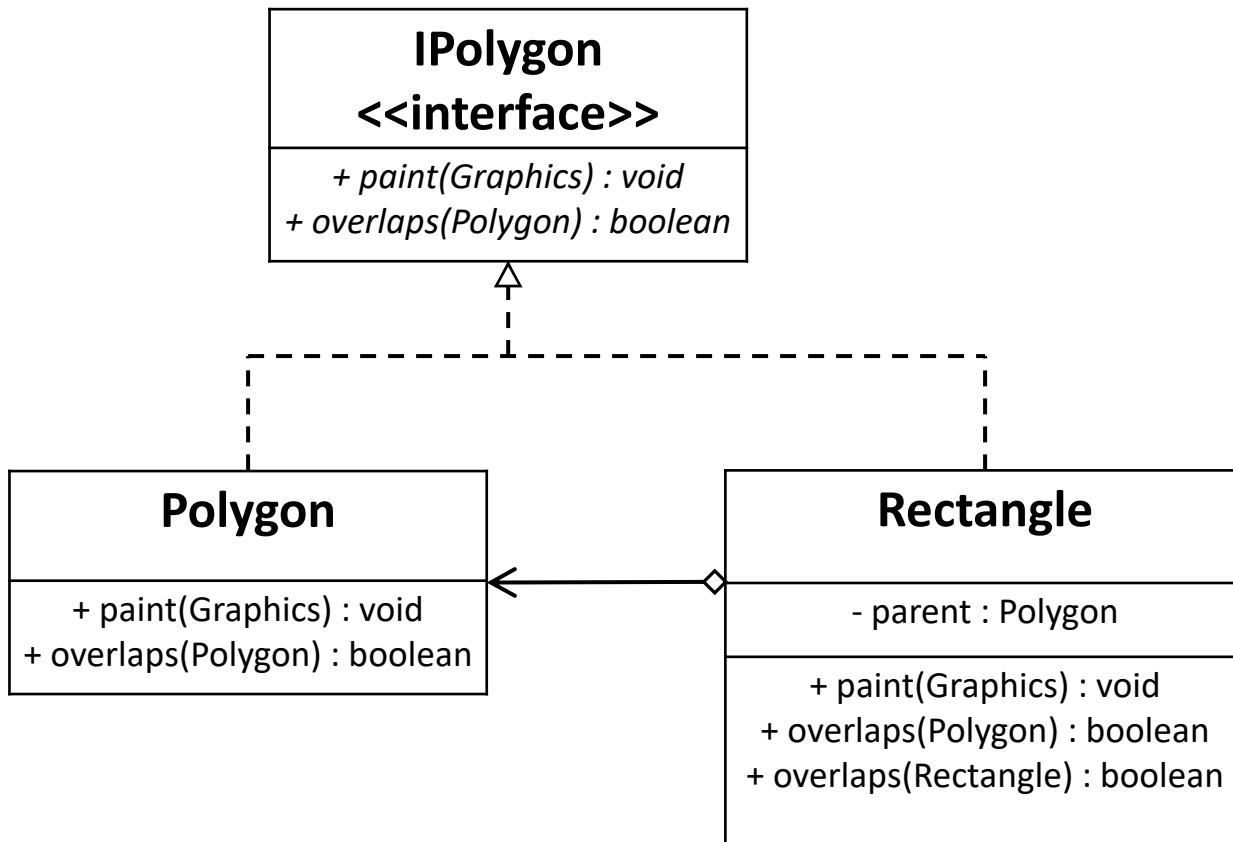 IPolygon
<<interface>>
+ paint(Graphics) : void
+ overlaps(Polygon) : boolean
Polygon
+ paint(Graphics) : void
+ overlaps(Polygon) : boolean
Rectangle
- parent : Polygon
+ paint(Graphics) : void
+ overlaps(Polygon) : boolean
+ overlaps(Rectangle) : boolean